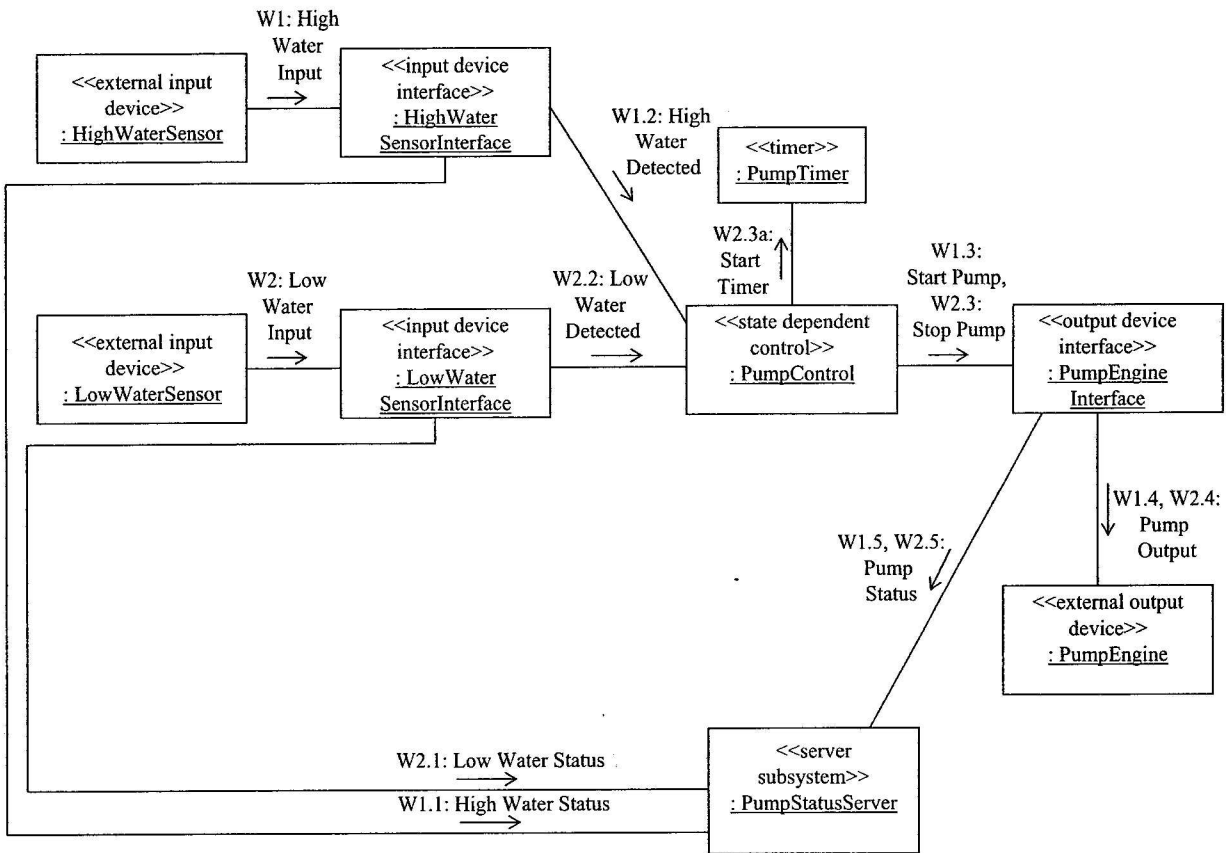 W1: High
Water
Input
<<external input
device>>
: HighWaterSensor
<<input device
interface>>
: HighWater
SensorInterface
W1.2: High
Water
Detected
<<timer>>
: PumpTimer
W2.3a:
Start
Timer
W1.3:
Start Pump,
W2.3:
Stop Pump
W2: Low
Water
Input
W2.2: Low
Water
Detected
<<external input
device>>
: LowWaterSensor
<<input device
interface>>
: LowWater
SensorInterface
<<state dependent
control>>
: PumpControl
<<output device
interface>>
: PumpEngine
Interface
W1.4, W2.4:
Pump
Output
W1.5, W2.5:
Pump
Status
<<external output
device>>
: PumpEngine
W2.1: Low Water Status
W1.1: High Water Status
<<server
subsystem>>
: PumpStatusServer